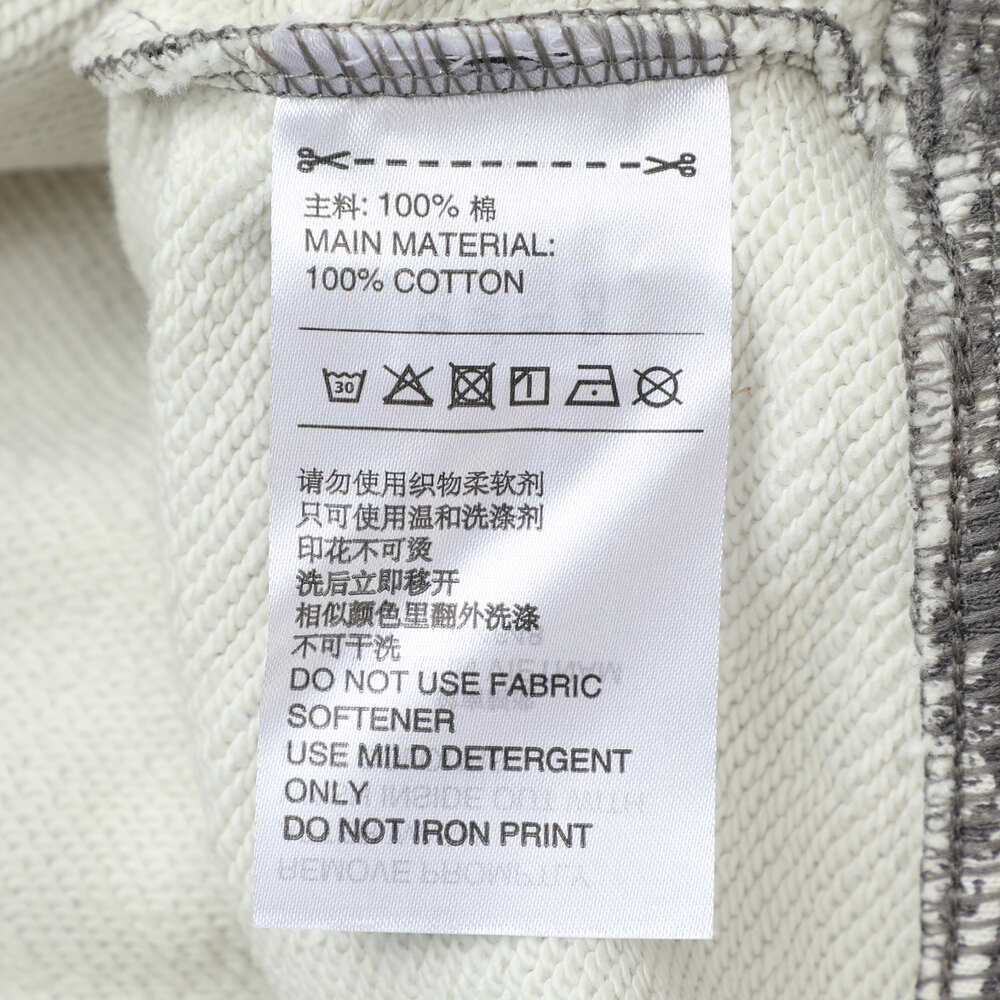 主料: 100% 棉
MAIN MATERIAL:
100% COTTON
30
请勿使用织物柔软剂
只可使用温和洗涤剂
印花不可烫
洗后立即移开
相似颜色里翻外洗涤
不可干洗
DO NOT USE FABRIC
SOFTENER
USE MILD DETERGENT
ONLY
DO NOT IRON PRINT